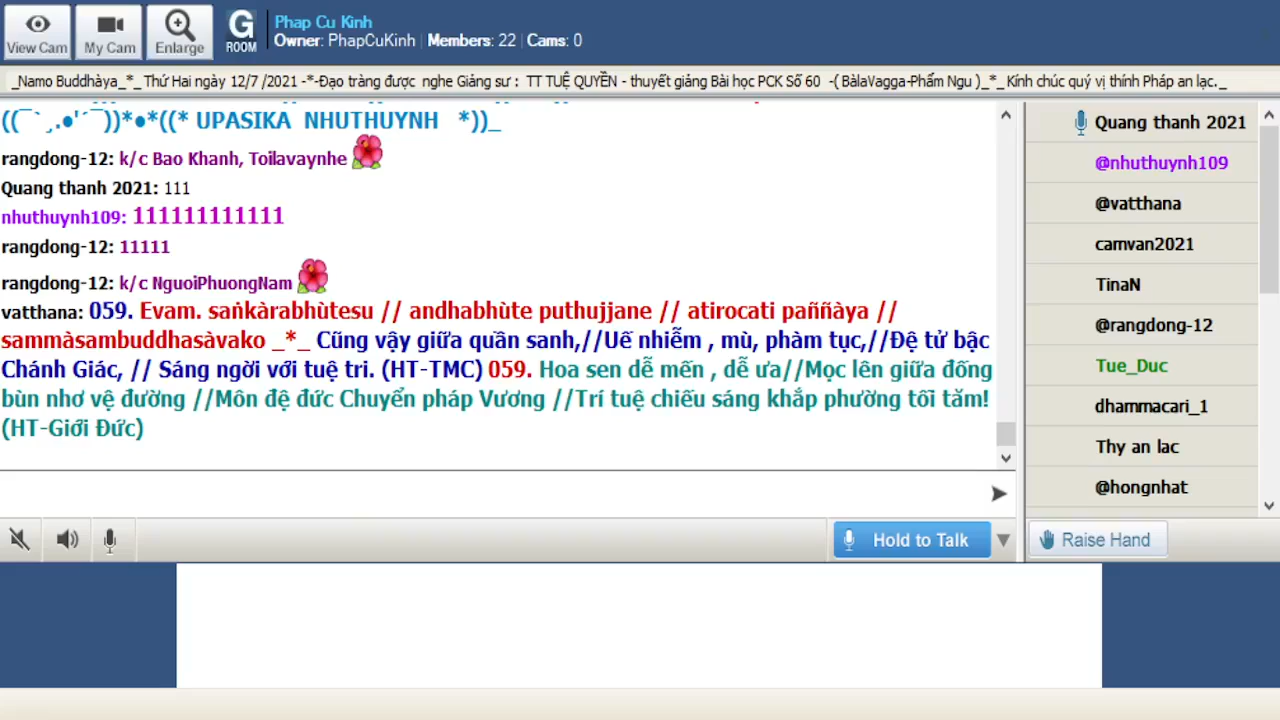 View Cam
My Cam
Enlarge
G
ROOM
Phap Cu Kinh
Owner: PhapCuKinh | Members: 22 | Cams: 0
_Namo Buddhàya_*_ Thứ Hai ngày 12/7 /2021 -*-Đạo tràng được nghe Giảng sư : TT TUỆ QUYỀN - thuyết giảng Bài học PCK Số 60 -( BàlaVagga-Phẩm Ngu )_*_Kính chúc quý vị thính Pháp an lạc._
((¯`¸.●'´¯))*●*((* UPASIKA NHUTHUYNH *))_
rangdong-12: k/c Bao Khanh, Toilavaynhe
Quang thanh 2021: 111
nhuthuynh109: 111111111111
rangdong-12: 11111
rangdong-12: k/c NguoiPhuongNam
vatthana: 059. Evam. saṅkàrabhùtesu // andhabhùte puthujjane // atirocati paññàya //
sammàsambuddhasàvako _*_ Cũng vậy giữa quần sanh,//Uế nhiễm , mù, phàm tục,//Đệ tử bậc
Chánh Giác, // Sáng ngời với tuệ tri. (HT-TMC) 059. Hoa sen dễ mến , dễ ưa//Mọc lên giữa đống
bùn nhơ vệ đường //Môn đệ đức Chuyển pháp Vương //Trí tuệ chiếu sáng khắp phường tối tăm!
(HT-Giới Đức)
Quang thanh 2021
@nhuthuynh109
@vatthana
camvan2021
TinaN
@rangdong-12
Tue_Duc
dhammacari_1
Thy an lac
@hongnhat
Hold to Talk
Raise Hand